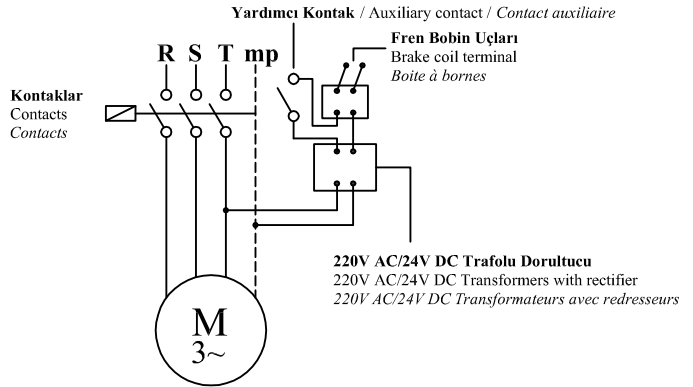 Yardımcı Kontak / Auxiliary contact / Contact auxiliaire
Fren Bobin Uçları
Brake coil terminal
Boite à bornes
R S T mp
Kontaklar
Contacts
Contacts
220V AC/24V DC Trafolu Dorultucu
220V AC/24V DC Transformers with rectifier
220V AC/24V DC Transformateurs avec redresseurs
M
3~